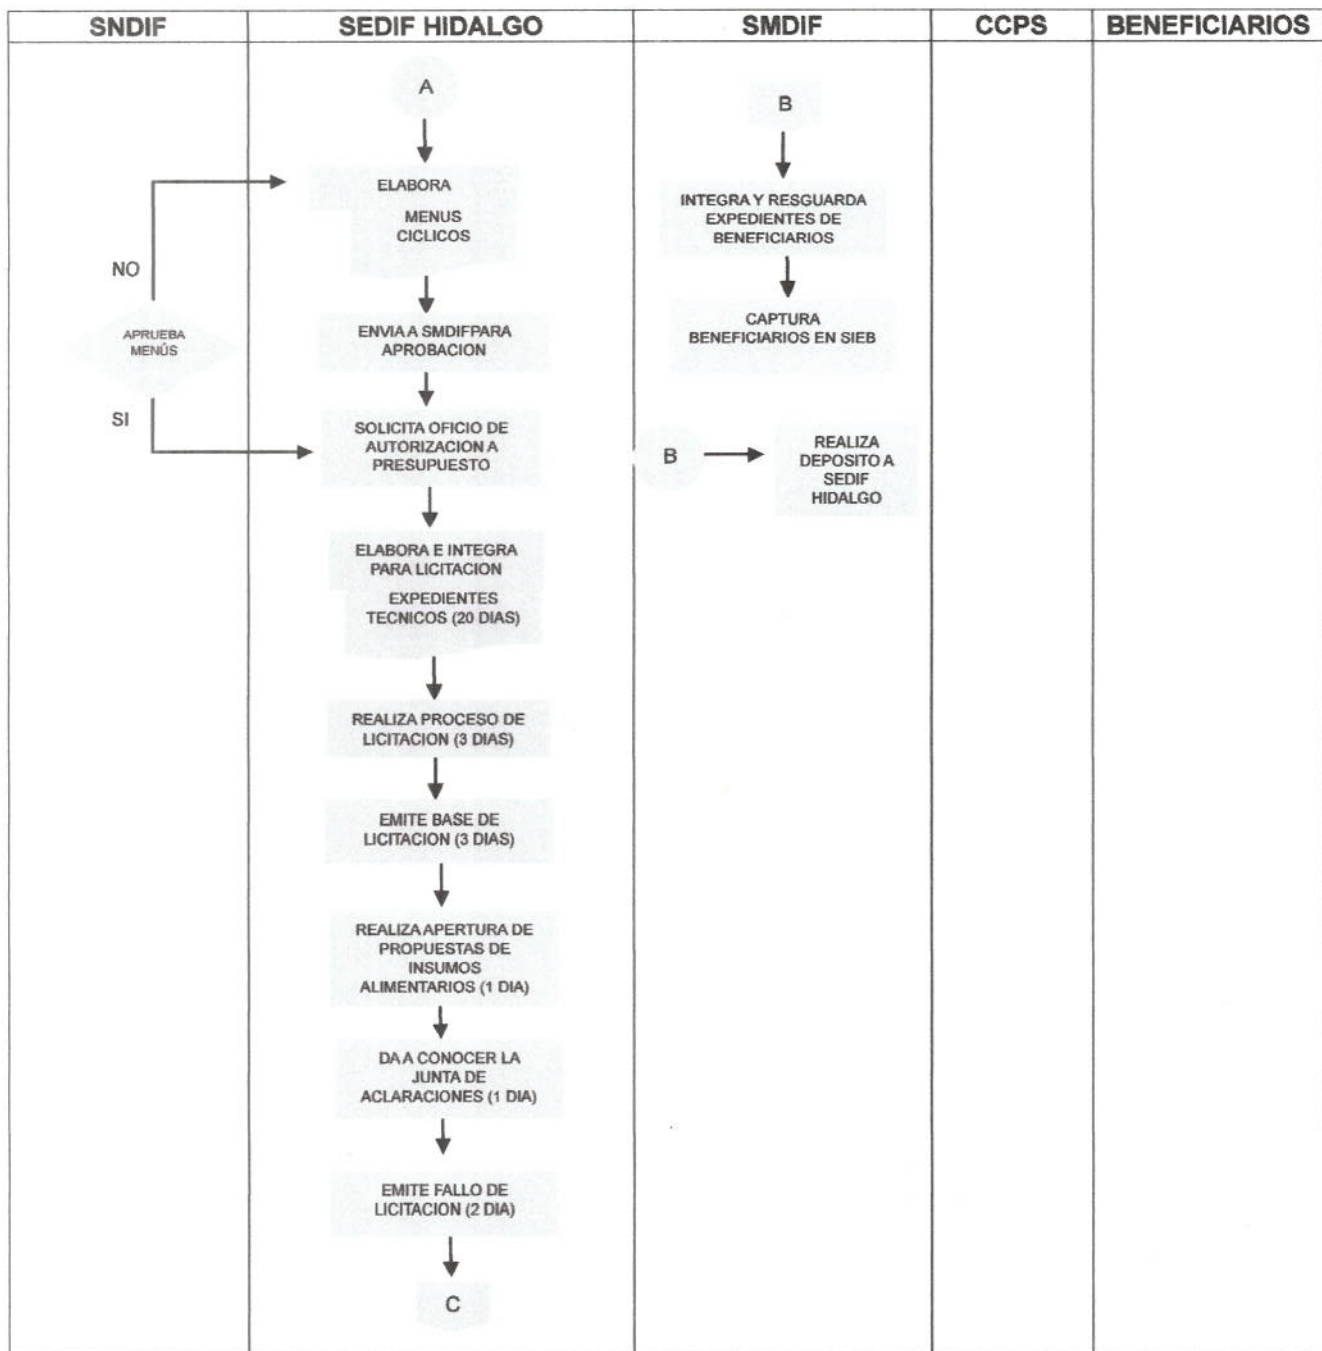 SNDIF
SEDIF HIDALGO
SMDIF
CCPS
BENEFICIARIOS
NO
APRUEBA
MENÚS
SI
A
ELABORA
MENUS
CICLICOS
ENVIA A SMDIFPARA
APROBACION
SOLICITA OFICIO DE
AUTORIZACION A
PRESUPUESTO
ELABORA E INTEGRA
PARA LICITACION
EXPEDIENTES
TECNICOS (20 DIAS)
REALIZA PROCESO DE
LICITACION (3 DIAS)
EMITE BASE DE
LICITACION (3 DIAS)
REALIZA APERTURA DE
PROPUESTAS DE
INSUMOS
ALIMENTARIOS (1 DIA)
DA A CONOCER LA
JUNTA DE
ACLARACIONES (1 DIA)
EMITE FALLO DE
LICITACION (2 DIA)
C
B
INTEGRA Y RESGUARDA
EXPEDIENTES DE
BENEFICIARIOS
CAPTURA
BENEFICIARIOS EN SIEB
B
REALIZA
DEPOSITO A
SEDIF
HIDALGO